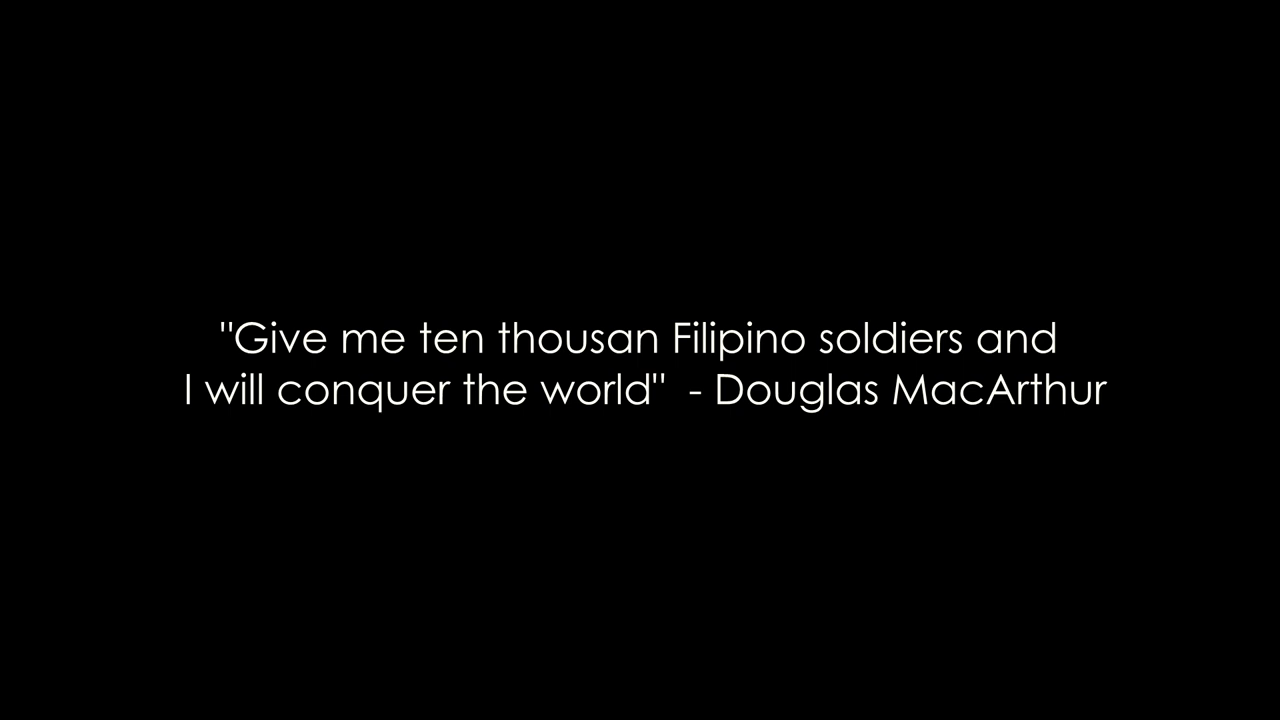 "Give me ten thousan Filipino soldiers and
I will conquer the world"  - Douglas MacArthur